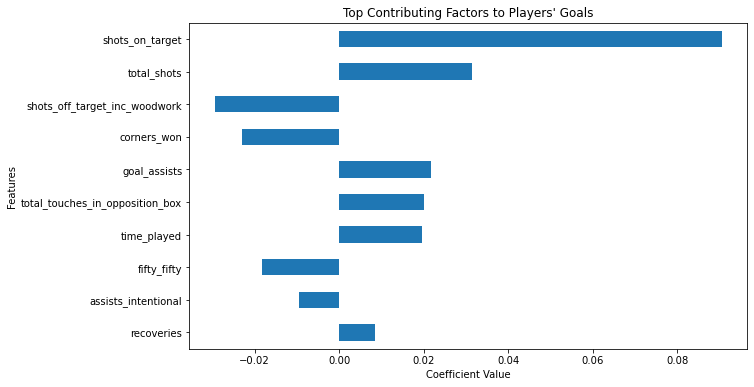 Top Contributing Factors to Players' Goals
shots_on_target
total_shots
shots_off_target_inc_woodwork
corners_won
goal_assists
total_touches_in_opposition_box
time_played
fifty_fifty
assists_intentional
recoveries
Features
−0.02 0.00 0.02 0.04 0.06 0.08
Coefficient Value